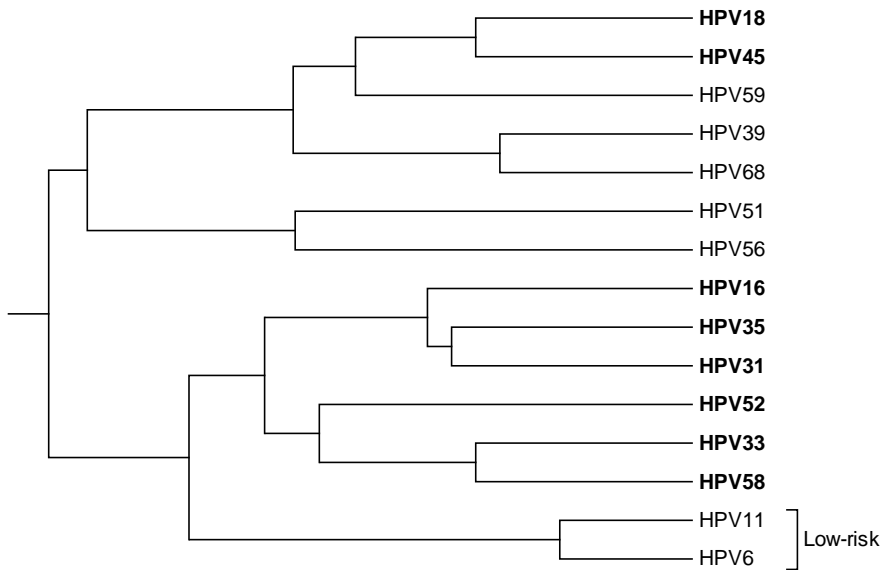 HPV18
HPV45
HPV59
HPV39
HPV68
HPV51
HPV56
HPV16
HPV35
HPV31
HPV52
HPV33
HPV58
HPV11
Low-risk
HPV6